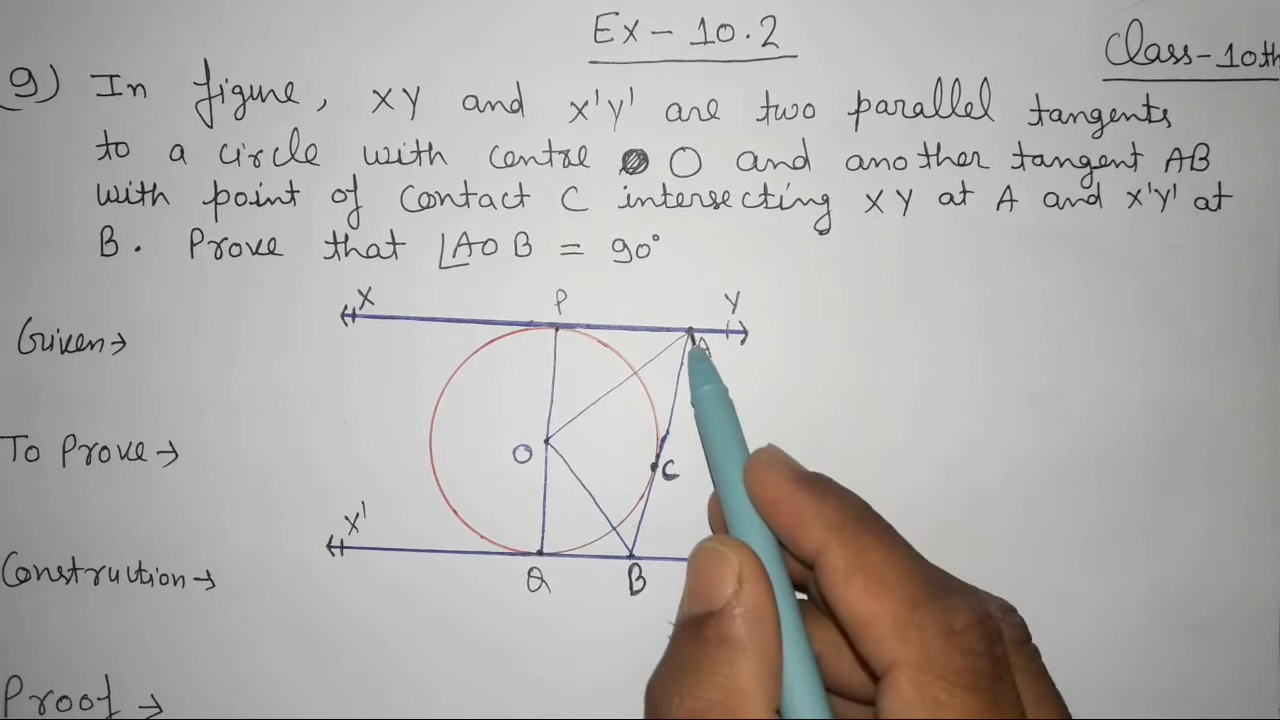 Ex - 10.2
Class - 10th
(9) In figure, XY and X'Y' are two parallel tangents
to a circle with centre O and another tangent AB
with point of contact C intersecting XY at A and X'Y' at
B. Prove that ∠AOB = 90°
X P Y
Given →
A
To Prove →
O
C
X'
Construction →
Q B
Proof →